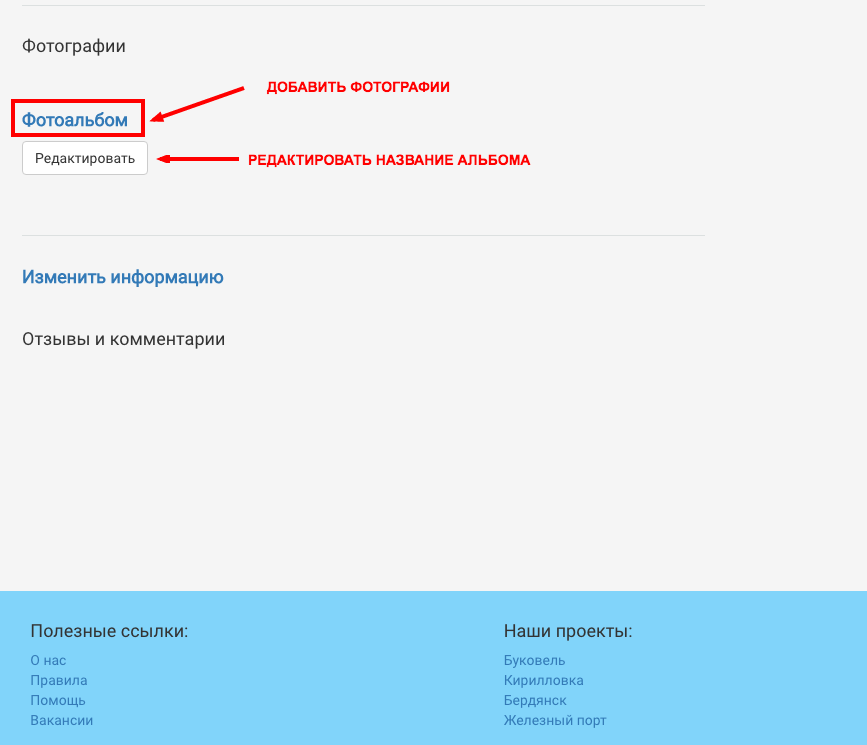 Фотографии
ДОБАВИТЬ ФОТОГРАФИИ
Фотоальбом
Редактировать
РЕДАКТИРОВАТЬ НАЗВАНИЕ АЛЬБОМА
Изменить информацию
Отзывы и комментарии
Полезные ссылки:
О нас
Правила
Помощь
Вакансии
Наши проекты:
Буковель
Кирилловка
Бердянск
Железный порт